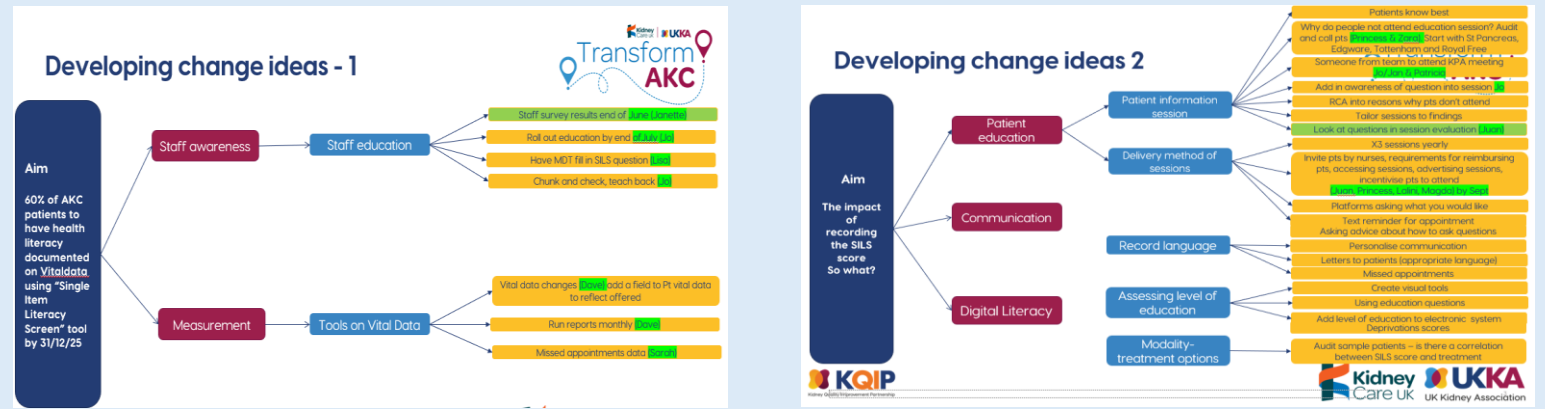 Kidney Care UK | UKKA
Transform
AKC
Developing change ideas - 1
Aim
60% of AKC
patients to
have health
literacy
documented
on Vitaldata
using "Single
Item
Literacy
Screen" tool
by 31/12/25
Staff awareness
Measurement
Staff education
Tools on Vital Data
Staff survey results end of June (Janette)
Roll out education by end ofJuly (Jo)
Have MDT fill in SILS question (Lisa)
Chunk and check, teach back (Jo)
Vital data changes (Dave) add a field to Pt vital data
to reflect offered
Run reports monthly (Dave)
Missed appointments data (Sarah)
Developing change ideas 2
Aim
The impact
of
recording
the SILS
score
So what?
Patient
education
Communication
Digital Literacy
Patient information
session
Delivery method of
sessions
Record language
Assessing level of
education
Modality-
treatment options
Patients know best
Why do people not attend education session? Audit
and call pts (Princess & Zara). Start with St Pancreas,
Edgware, Tottenham and Royal Free
Someone from team to attend KPA meeting
Jo/Jan & Patricia
Add in awareness of question into session Jo
RCA into reasons why pts don't attend
Tailor sessions to findings
Look at questions in session evaluation (Juan)
X3 sessions yearly
Invite pts by nurses, requirements for reimbursing
pts, accessing sessions, advertising sessions,
incentivise pts to attend
(Juan, Princess, Lalini, Magda) by Sept
Platforms asking what you would like
Text reminder for appointment
Asking advice about how to ask questions
Personalise communication
Letters to patients (appropriate language)
Missed appointments
Create visual tools
Using education questions
Add level of education to electronic system
Deprivations scores
Audit sample patients – is there a correlation
between SILS score and treatment
KQIP
Kidney Quality Improvement Partnership
Kidney
Care UK
UKKA
UK Kidney Association